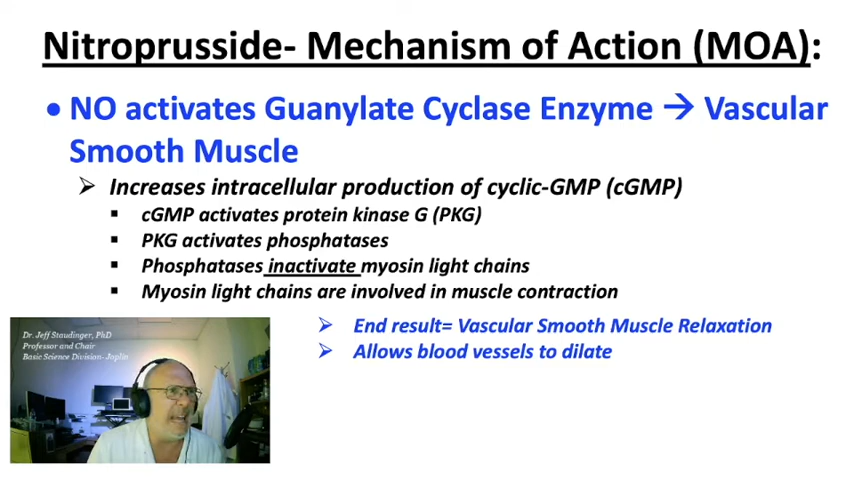 Nitroprusside- Mechanism of Action (MOA):
• NO activates Guanylate Cyclase Enzyme → Vascular
Smooth Muscle
➢ Increases intracellular production of cyclic-GMP (cGMP)
▪ cGMP activates protein kinase G (PKG)
▪ PKG activates phosphatases
▪ Phosphatases inactivate myosin light chains
▪ Myosin light chains are involved in muscle contraction
➢ End result= Vascular Smooth Muscle Relaxation
➢ Allows blood vessels to dilate
Dr. Jeff Staudinger, PhD
Professor and Chair
Basic Science Division- Joplin